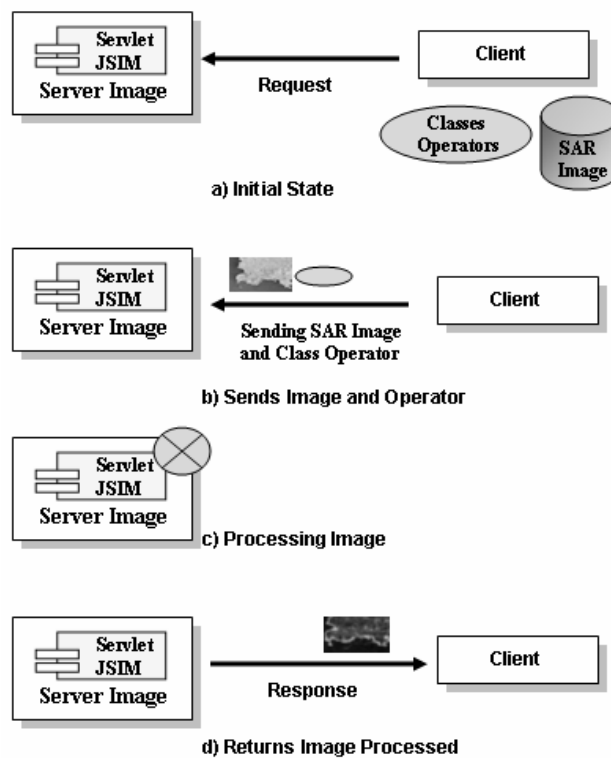 Servlet
JSIM
Server Image
Request
Client
Classes
Operators
SAR
Image
a) Initial State
Servlet
JSIM
Server Image
Sending SAR Image
and Class Operator
Client
b) Sends Image and Operator
Servlet
JSIM
Server Image
c) Processing Image
Servlet
JSIM
Server Image
Response
Client
d) Returns Image Processed